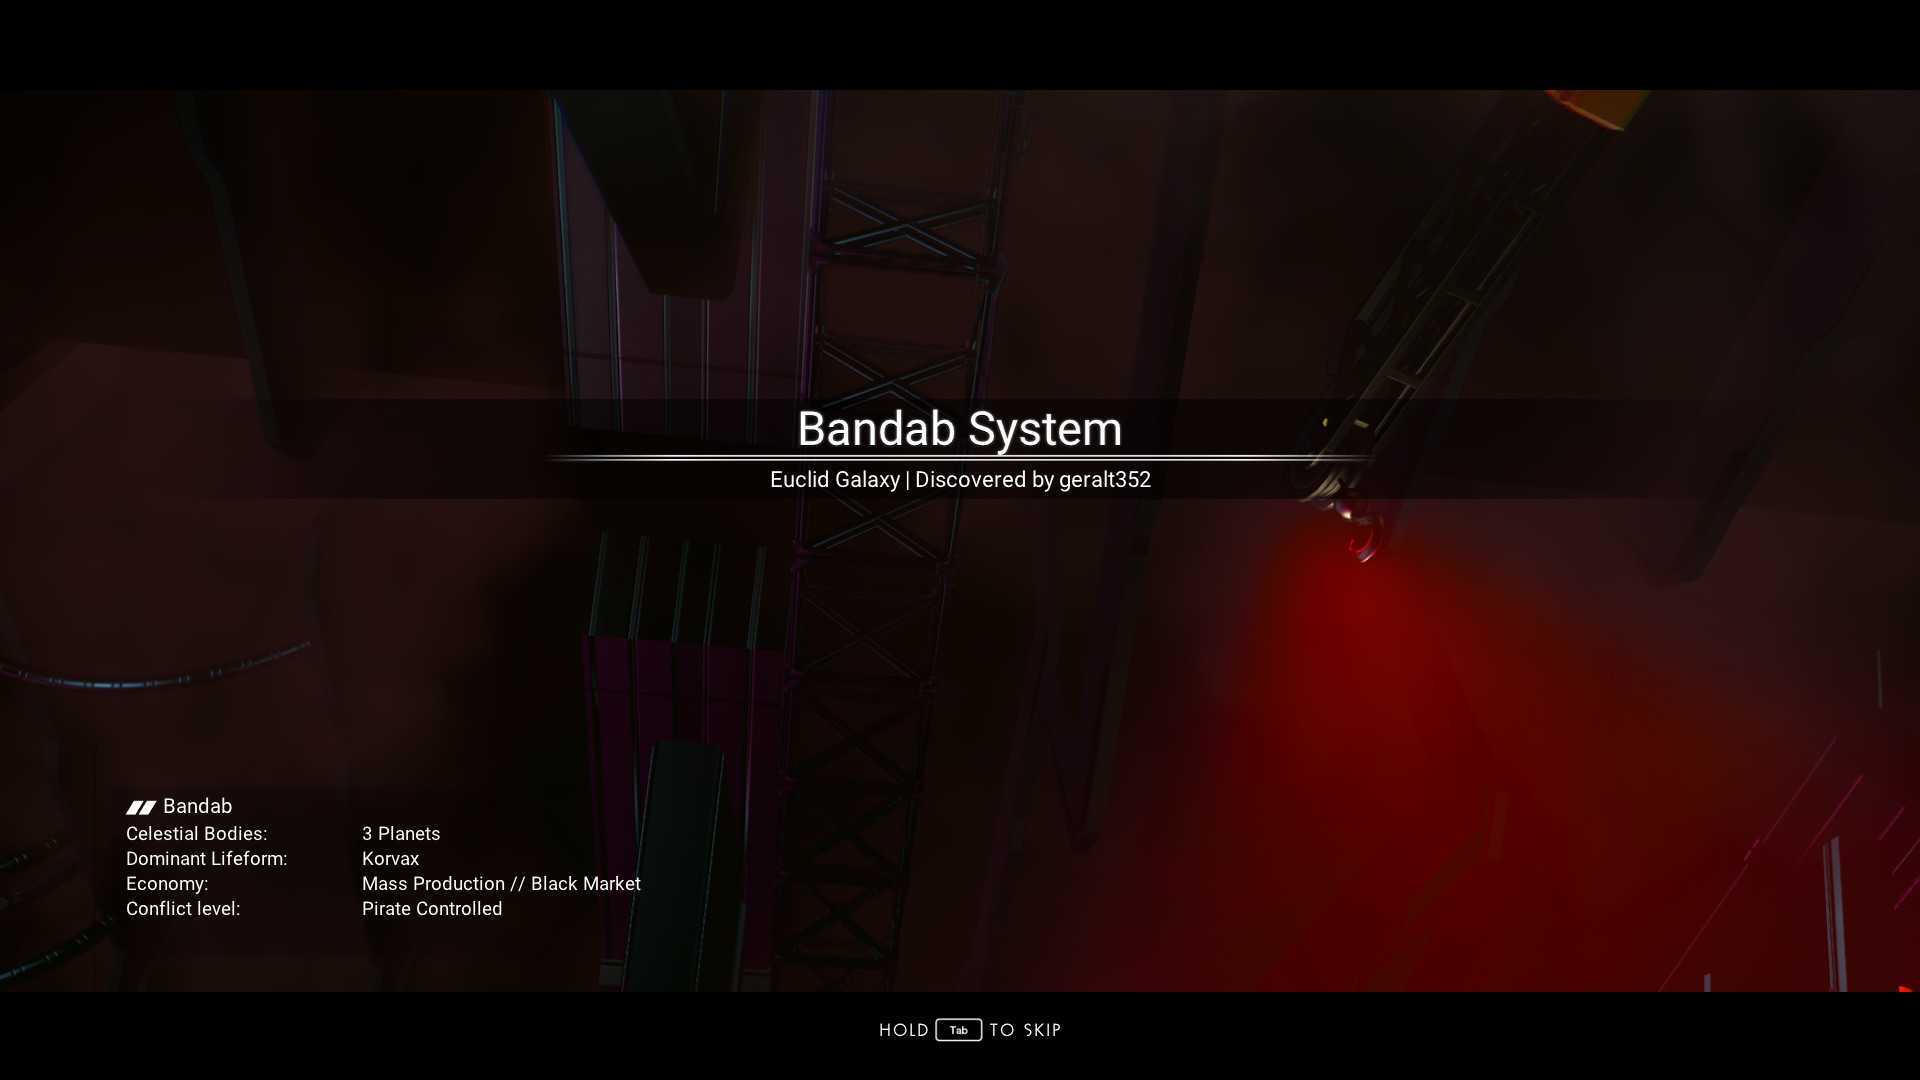 Bandab System
Euclid Galaxy | Discovered by geralt352
Bandab
Celestial Bodies: 3 Planets
Dominant Lifeform: Korvax
Economy: Mass Production // Black Market
Conflict level: Pirate Controlled
HOLD Tab TO SKIP